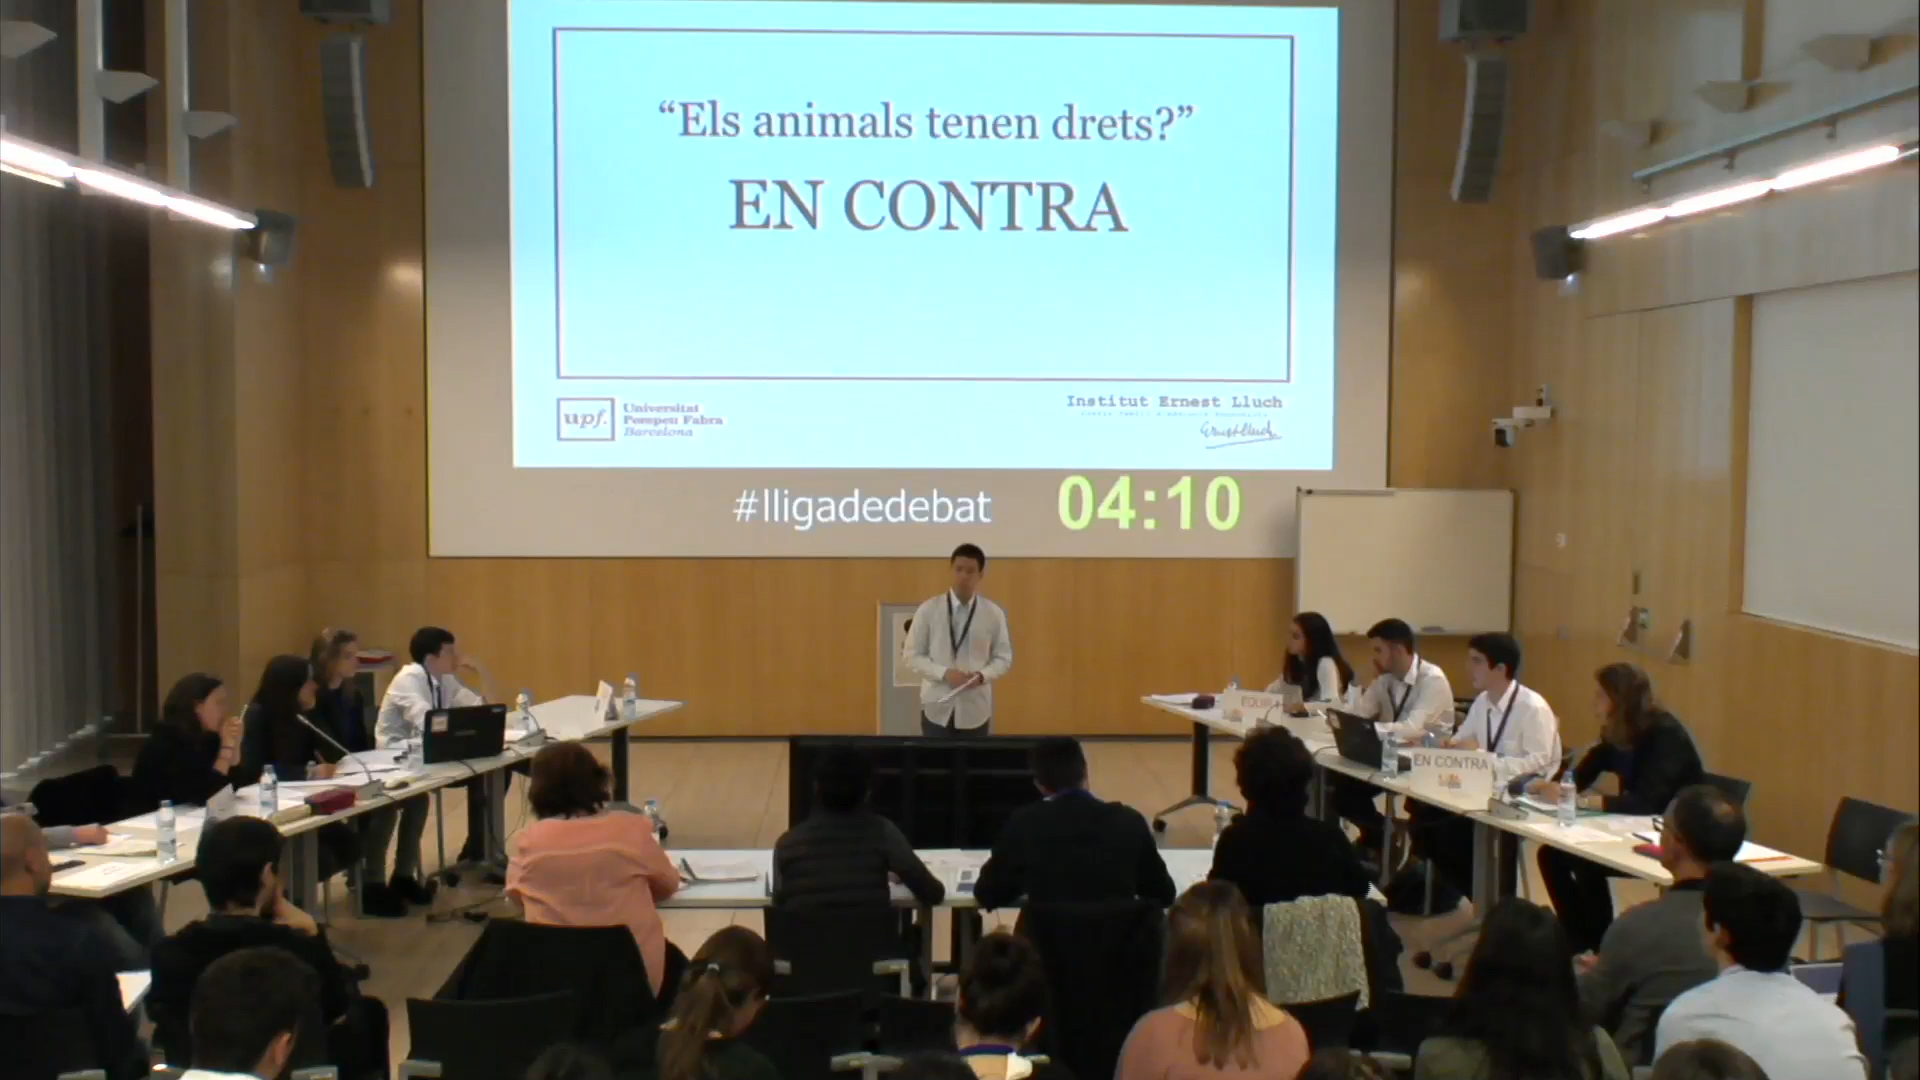 “Els animals tenen drets?”
EN CONTRA
upf.
Universitat
Pompeu Fabra
Barcelona
Institut Ernest Lluch
#lligadedebat
04:10
EQUIP
EN CONTRA